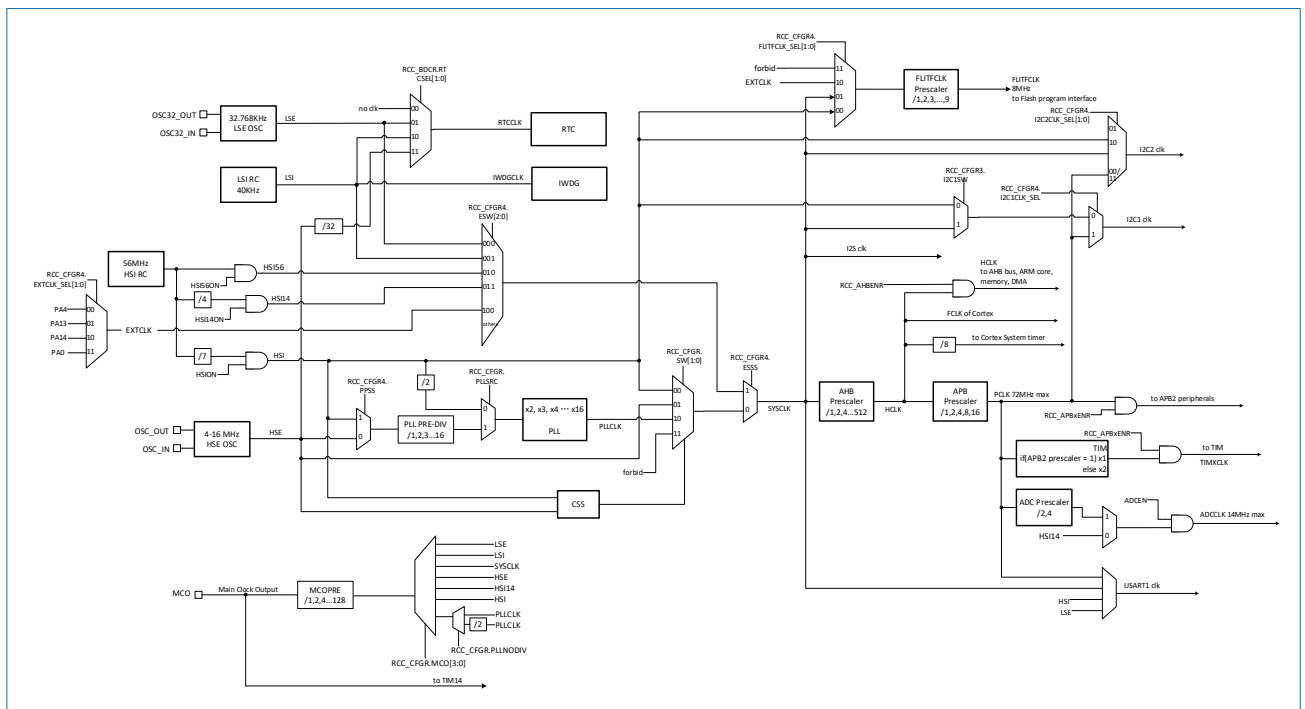 RCC_CFGR4.
FLITFCLK_SEL[1:0]
forbid
EXTCLK
11
10
01
00
FLITFCLK
Prescaler
/1,2,3,...,9
FLITFCLK
8MHz
to Flash program interface
RCC_BDCR.RT
CSEL[1:0]
no clk
00
01
10
11
OSC32_OUT
OSC32_IN
32.768KHz
LSE OSC
LSE
RTCCLK
RTC
LSI RC
40KHz
LSI
IWDGCLK
IWDG
RCC_CFGR4.
I2C2CLK_SEL[1:0]
01
10
00/
11
I2C2 clk
RCC_CFGR3.
I2C1SW
0
1
RCC_CFGR4.
I2C1CLK_SEL
0
1
I2C1 clk
I2S clk
/32
RCC_CFGR4.
ESW[2:0]
000
001
010
011
100
others
56MHz
HSI RC
HSI56
HSI56ON
/4
HSI14
HSI14ON
RCC_CFGR4.
EXTCLK_SEL[1:0]
PA4
PA13
PA14
PA0
00
01
10
11
EXTCLK
/7
HSI
HSION
RCC_AHBENR
HCLK
to AHB bus, ARM core,
memory, DMA
FCLK of Cortex
/8
to Cortex System timer
RCC_CFGR4.
PPSS
1
0
/2
RCC_CFGR.
PLLSRC
0
1
PLL PRE-DIV
/1,2,3...16
x2, x3, x4 ··· x16
PLL
PLLCLK
RCC_CFGR.
SW[1:0]
00
01
10
11
forbid
RCC_CFGR4.
ESSS
1
0
SYSCLK
AHB
Prescaler
/1,2,4...512
HCLK
APB
Prescaler
/1,2,4,8,16
PCLK 72MHz max
RCC_APBxENR
to APB2 peripherals
OSC_OUT
OSC_IN
4-16 MHz
HSE OSC
HSE
CSS
RCC_APBxENR
TIM
if(APB2 prescaler = 1) x1
else x2
to TIM
TIMXCLK
ADC Prescaler
/2,4
HSI14
1
0
ADCEN
ADCCLK 14MHz max
HSI
LSE
USART1 clk
MCO
Main Clock Output
MCOPRE
/1,2,4...128
LSE
LSI
SYSCLK
HSE
HSI14
HSI
PLLCLK
/2
PLLCLK
RCC_CFGR.PLLNODIV
RCC_CFGR.MCO[3:0]
to TIM14